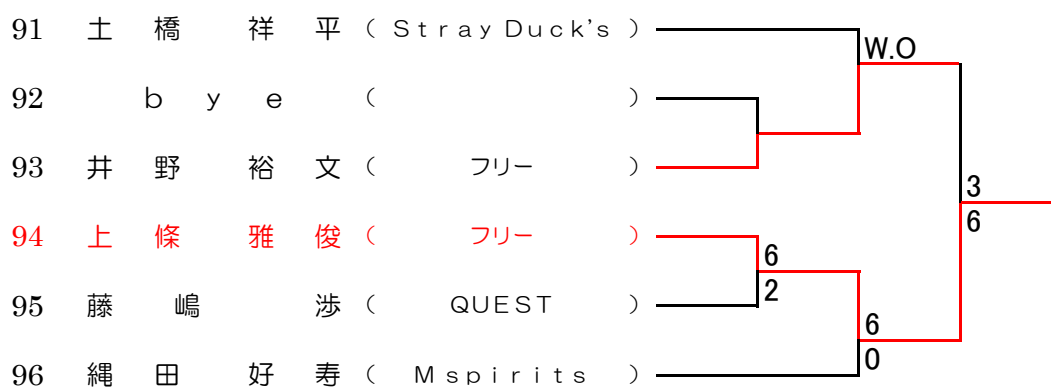 91 土橋 祥平 ( Stray Duck's )
W.O
92 bye ( )
93 井野 裕文 ( フリー )
3
94 上條 雅俊 ( フリー )
6
6
2
95 藤嶋 渉 ( QUEST )
6
0
96 縄田 好寿 ( Mspirits )